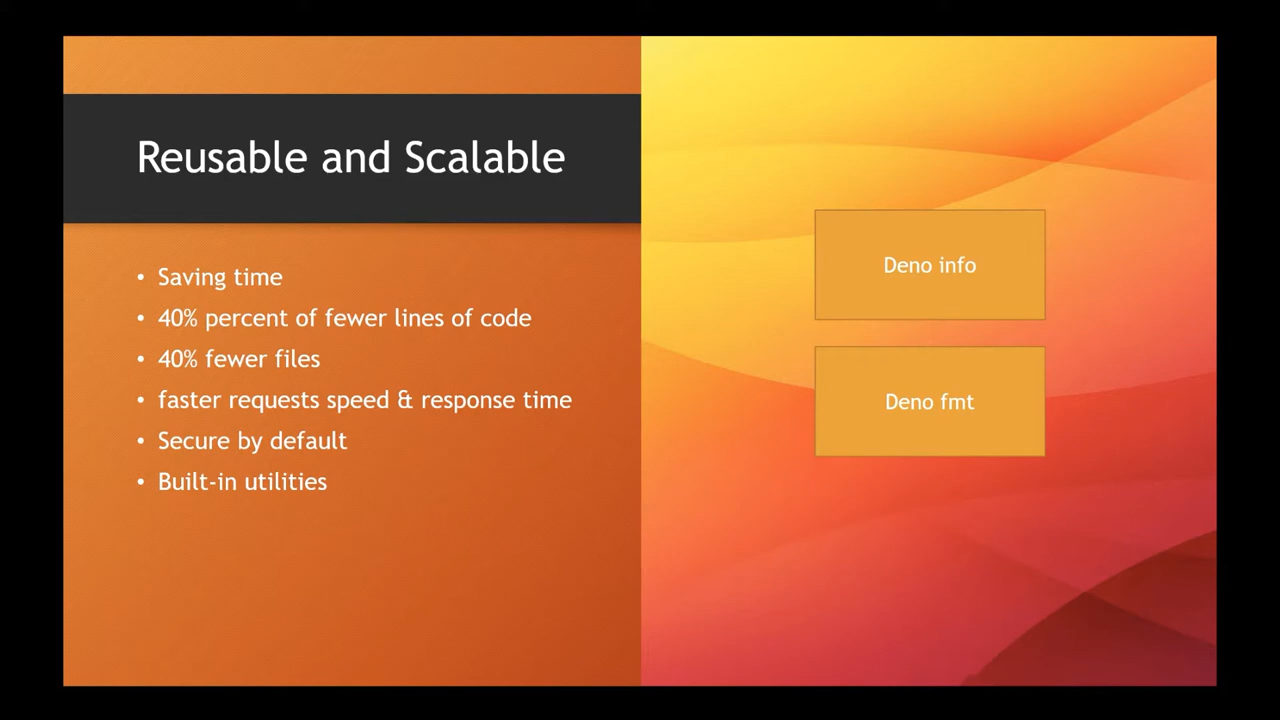 Reusable and Scalable
• Saving time
• 40% percent of fewer lines of code
• 40% fewer files
• faster requests speed & response time
• Secure by default
• Built-in utilities
Deno info
Deno fmt